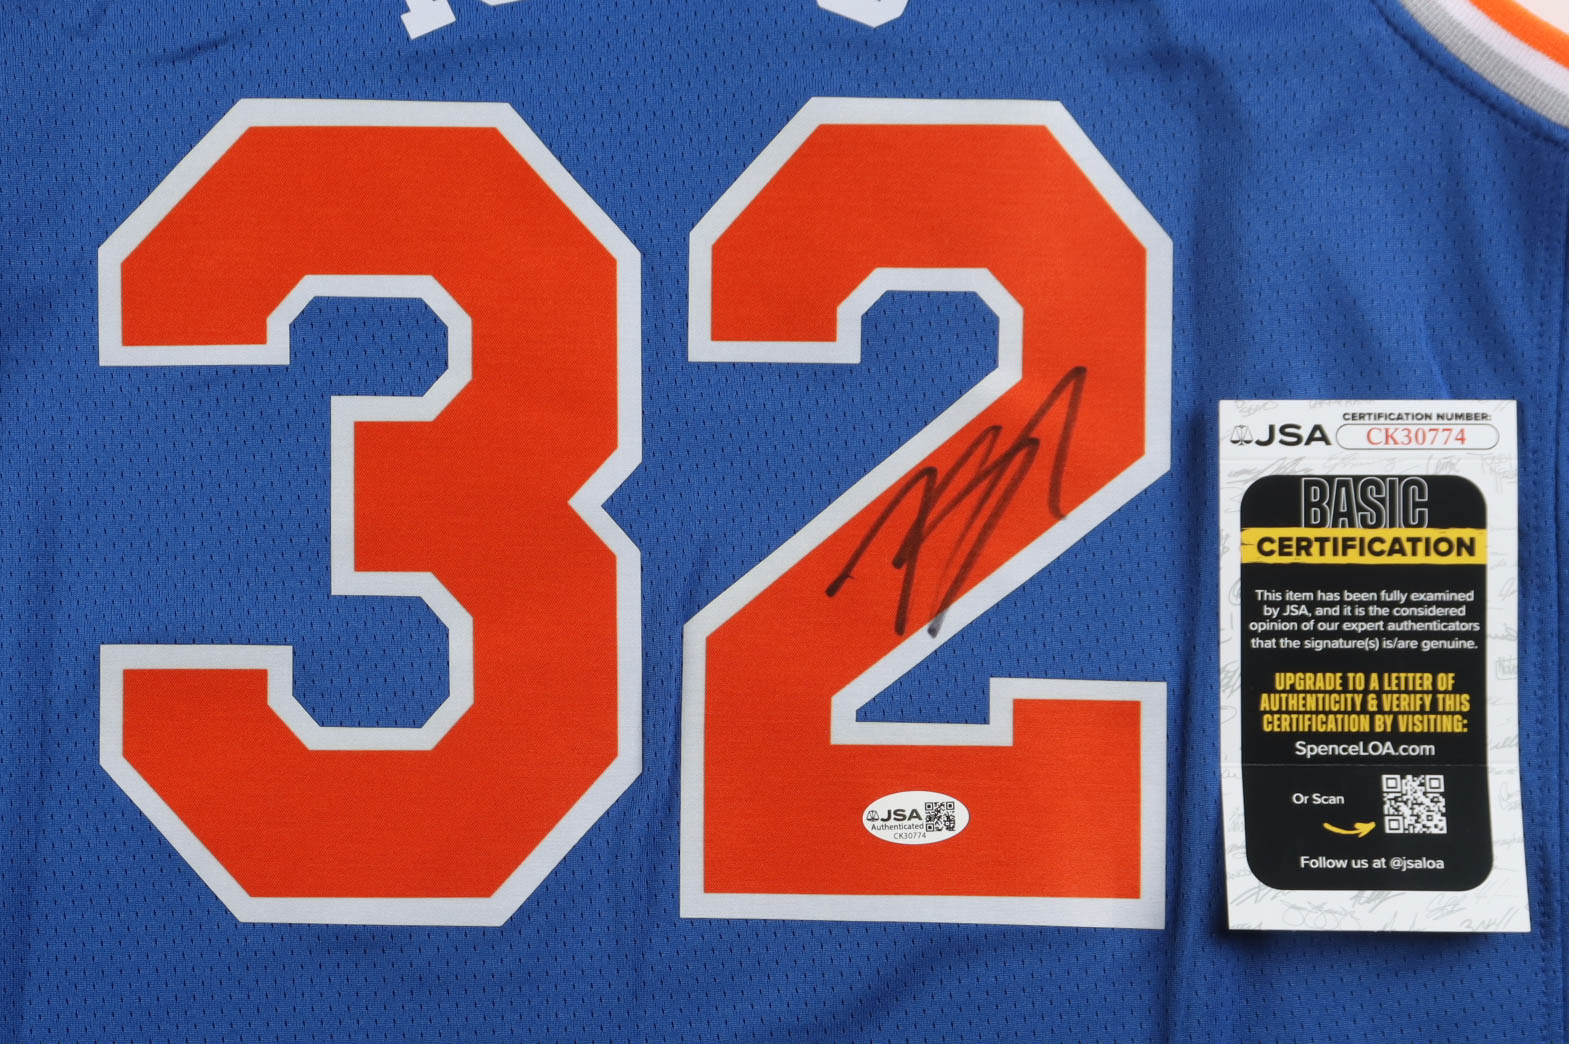 32
JSA
Authenticated
CK30774
CERTIFICATION NUMBER:
JSA CK30774
BASIC
CERTIFICATION
This item has been fully examined
by JSA, and it is the considered
opinion of our expert authenticators
that the signature(s) is/are genuine.
UPGRADE TO A LETTER OF
AUTHENTICITY & VERIFY THIS
CERTIFICATION BY VISITING:
SpenceLOA.com
Or Scan
Follow us at @jsaloa